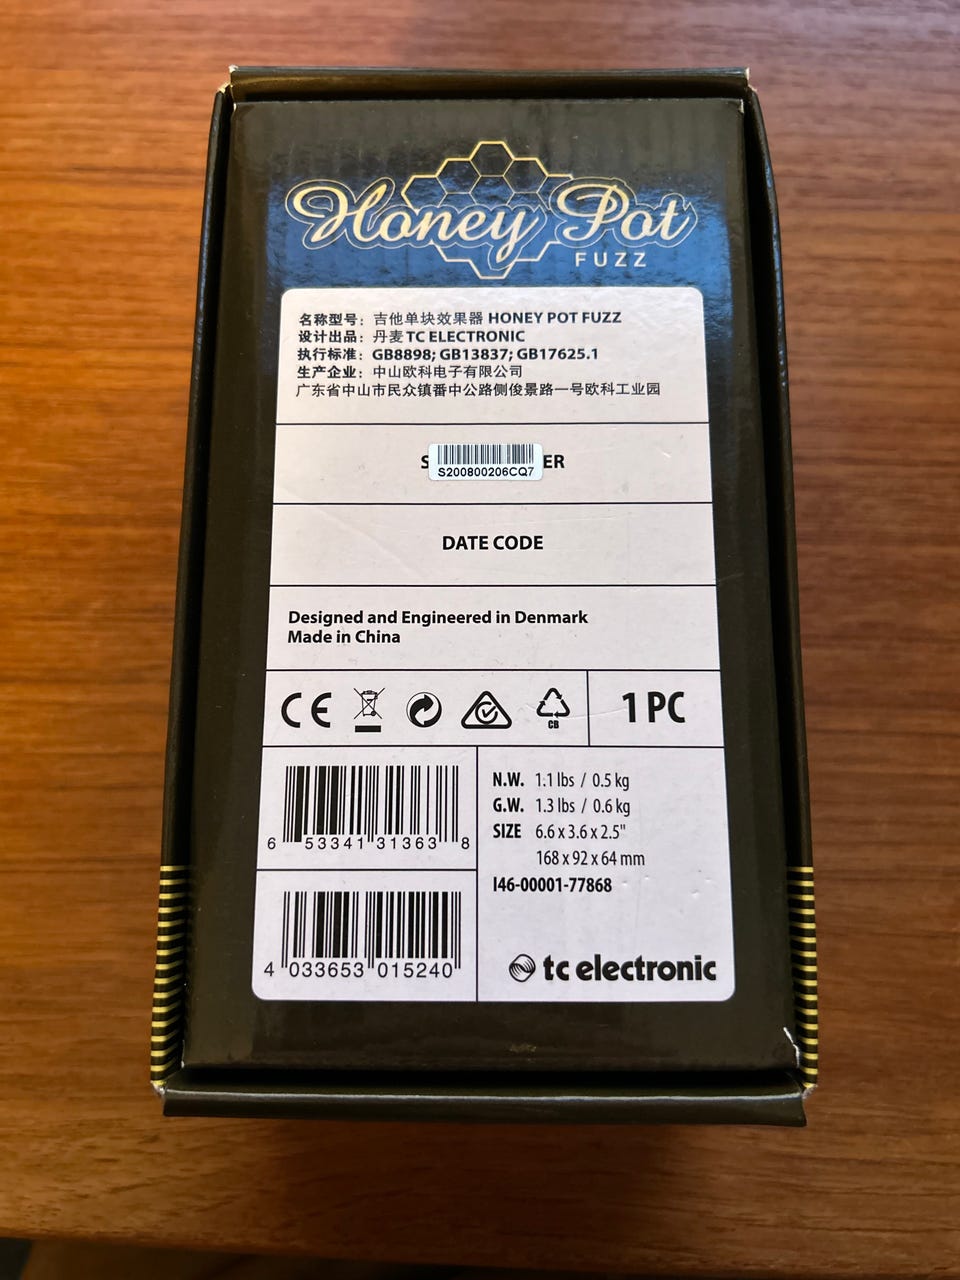 Honey Pot
FUZZ
名称型号：吉他单块效果器 HONEY POT FUZZ
设计出品：丹麦 TC ELECTRONIC
执行标准：GB8898; GB13837; GB17625.1
生产企业：中山欧科电子有限公司
广东省中山市民众镇番中公路侧俊景路一号欧科工业园
S ER
S200800206CQ7
DATE CODE
Designed and Engineered in Denmark
Made in China
CE
CB
1 PC
6 53341 31363 8
4 033653 015240
N.W. 1.1 lbs / 0.5 kg
G.W. 1.3 lbs / 0.6 kg
SIZE 6.6 x 3.6 x 2.5"
168 x 92 x 64 mm
I46-00001-77868
tc electronic